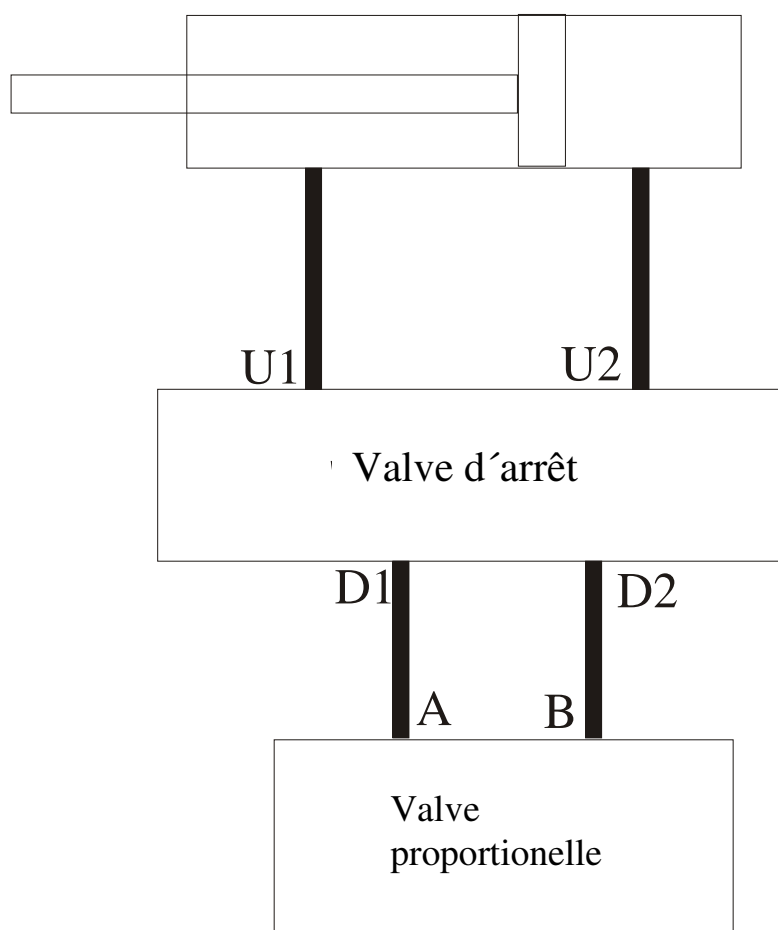 U1
U2
Valve d´arrêt
D1
D2
A
B
Valve
proportionelle